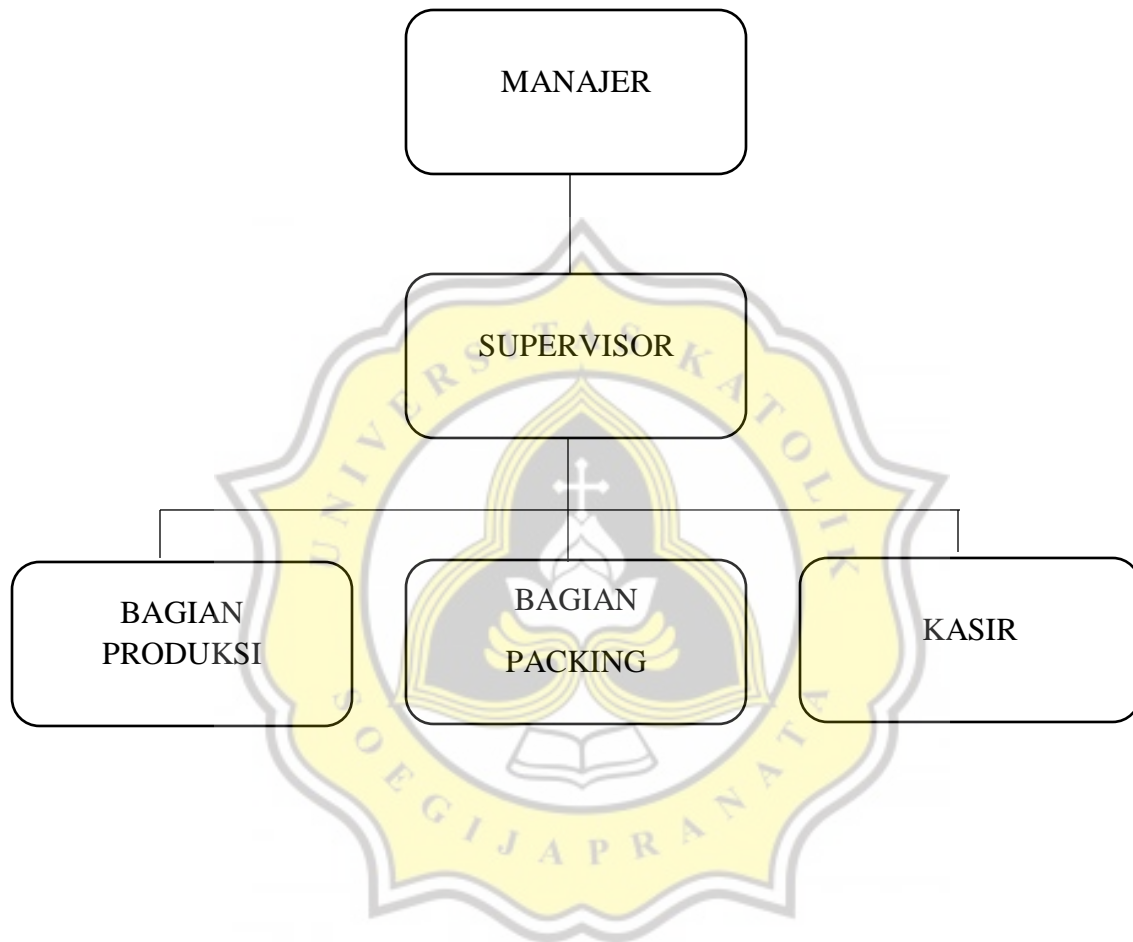 MANAJER
SUPERVISOR
BAGIAN
PRODUKSI
BAGIAN
PACKING
KASIR
UNIVERSITAS KATOLIK
SOEGIJAPRANATA